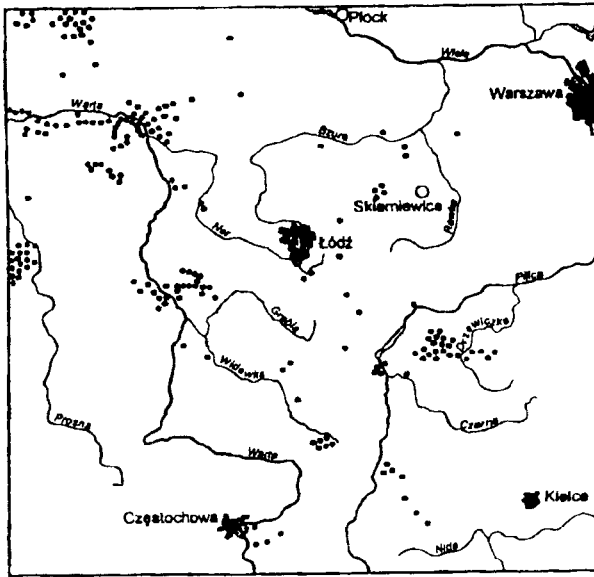 Płock
Wisła
Warszawa
Warta
Bzura
Skierniewice
Rawka
Ner
Łódź
Pilica
Grabia
Widawka
Czarna
Prosna
Warta
Częstochowa
Kielce
Nida